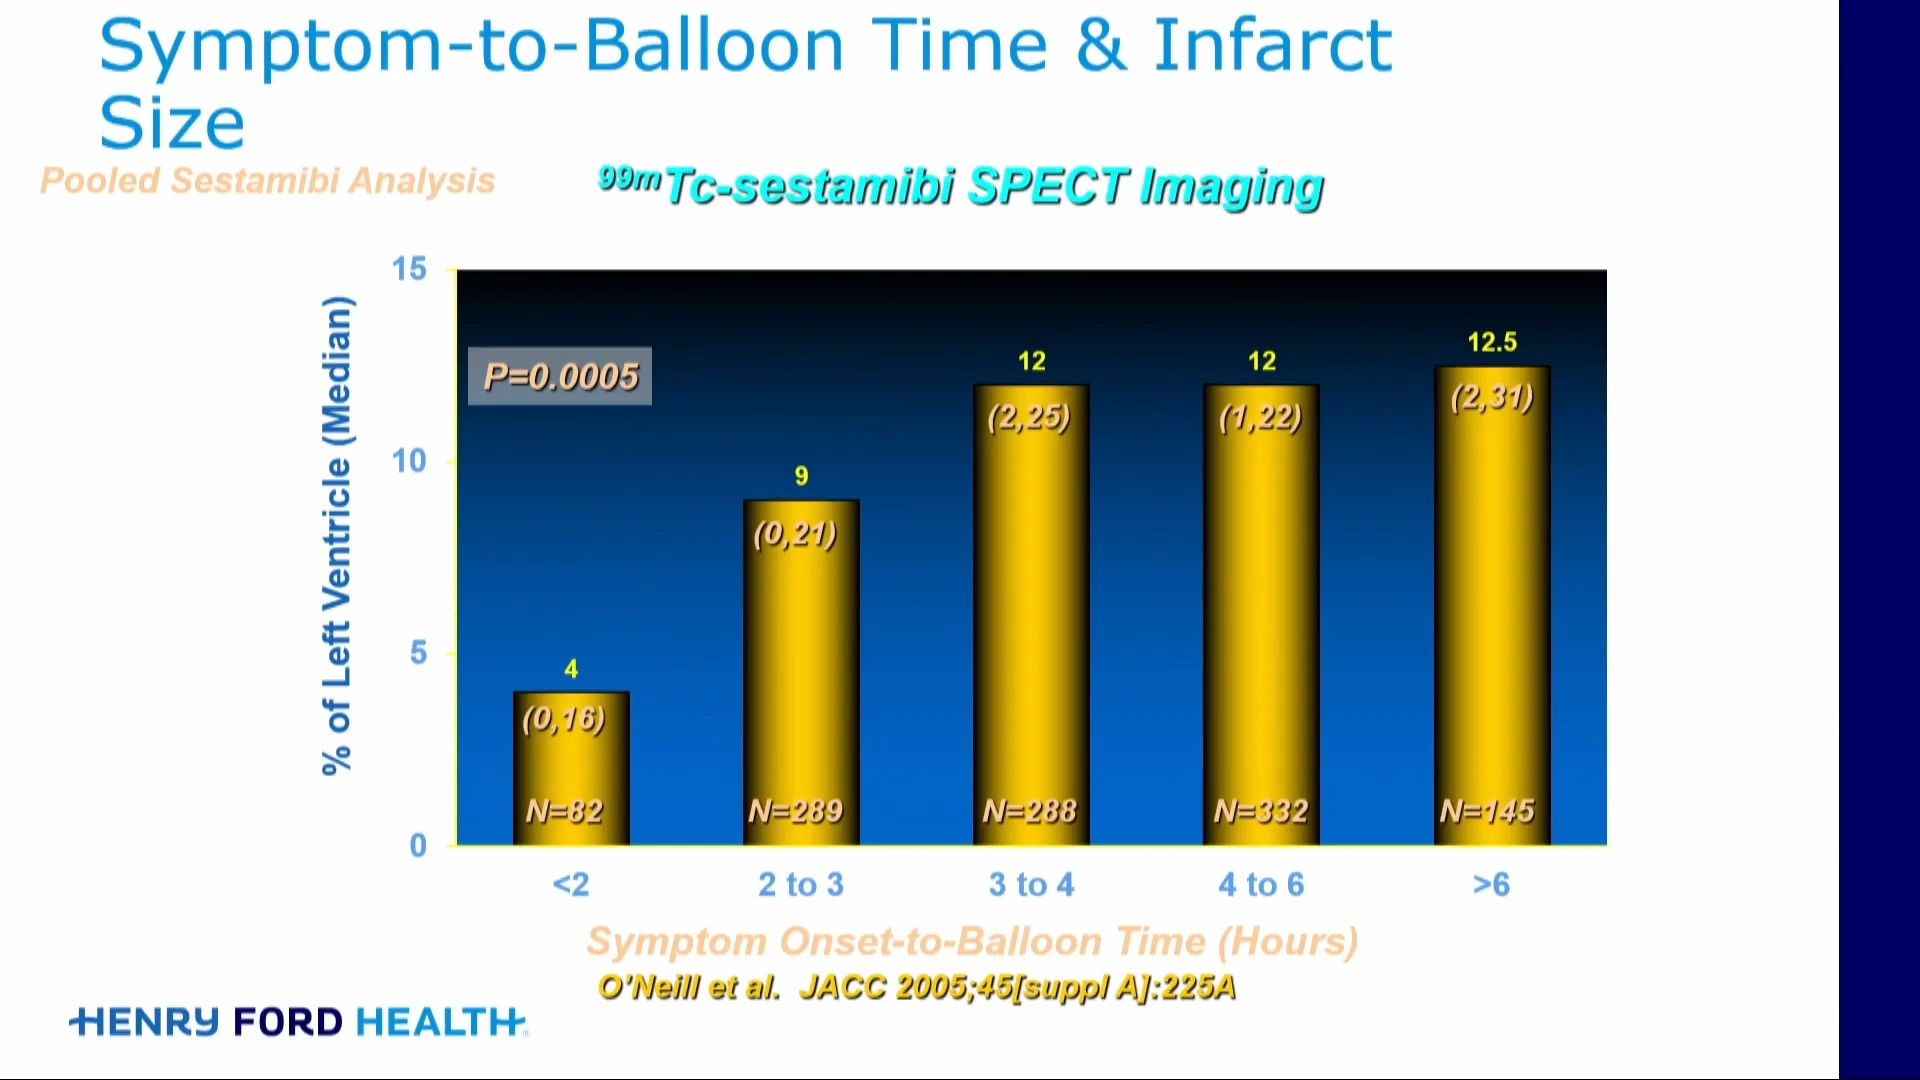 Symptom-to-Balloon Time & Infarct
Size
Pooled Sestamibi Analysis
99mTc-sestamibi SPECT Imaging
% of Left Ventricle (Median)
15
10
5
0
P=0.0005
4
(0,16)
N=82
9
(0,21)
N=289
12
(2,25)
N=288
12
(1,22)
N=332
12.5
(2,31)
N=145
<2
2 to 3
3 to 4
4 to 6
>6
Symptom Onset-to-Balloon Time (Hours)
O'Neill et al. JACC 2005;45[suppl A]:225A
HENRY FORD HEALTH